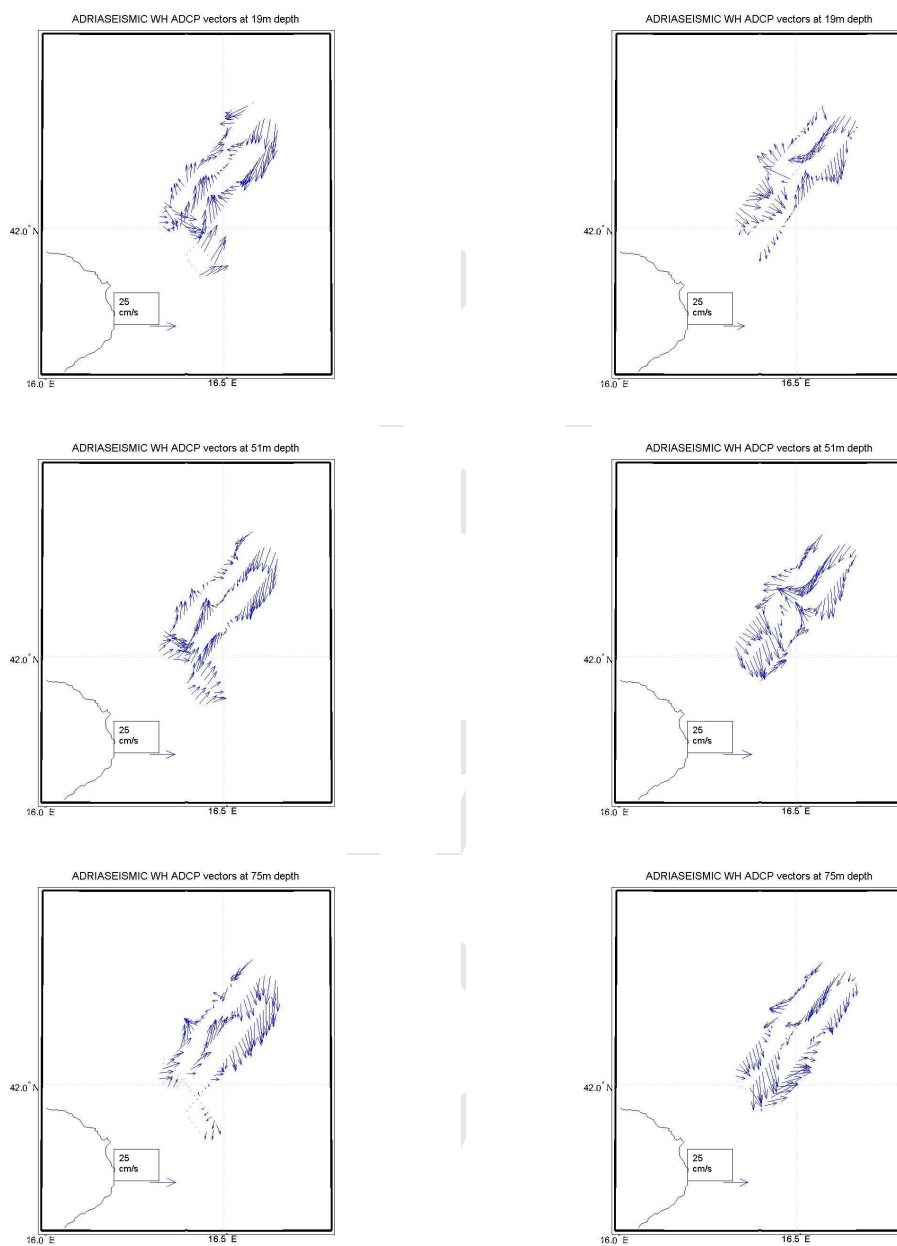 ADRIASEISMIC WH ADCP vectors at 19m depth
42.0° N
25
cm/s
16.0° E
16.5° E
ADRIASEISMIC WH ADCP vectors at 19m depth
42.0° N
25
cm/s
16.0° E
16.5° E
ADRIASEISMIC WH ADCP vectors at 51m depth
42.0° N
25
cm/s
16.0° E
16.5° E
ADRIASEISMIC WH ADCP vectors at 51m depth
42.0° N
25
cm/s
16.0° E
16.5° E
ADRIASEISMIC WH ADCP vectors at 75m depth
42.0° N
25
cm/s
16.0° E
16.5° E
ADRIASEISMIC WH ADCP vectors at 75m depth
42.0° N
25
cm/s
16.0° E
16.5° E